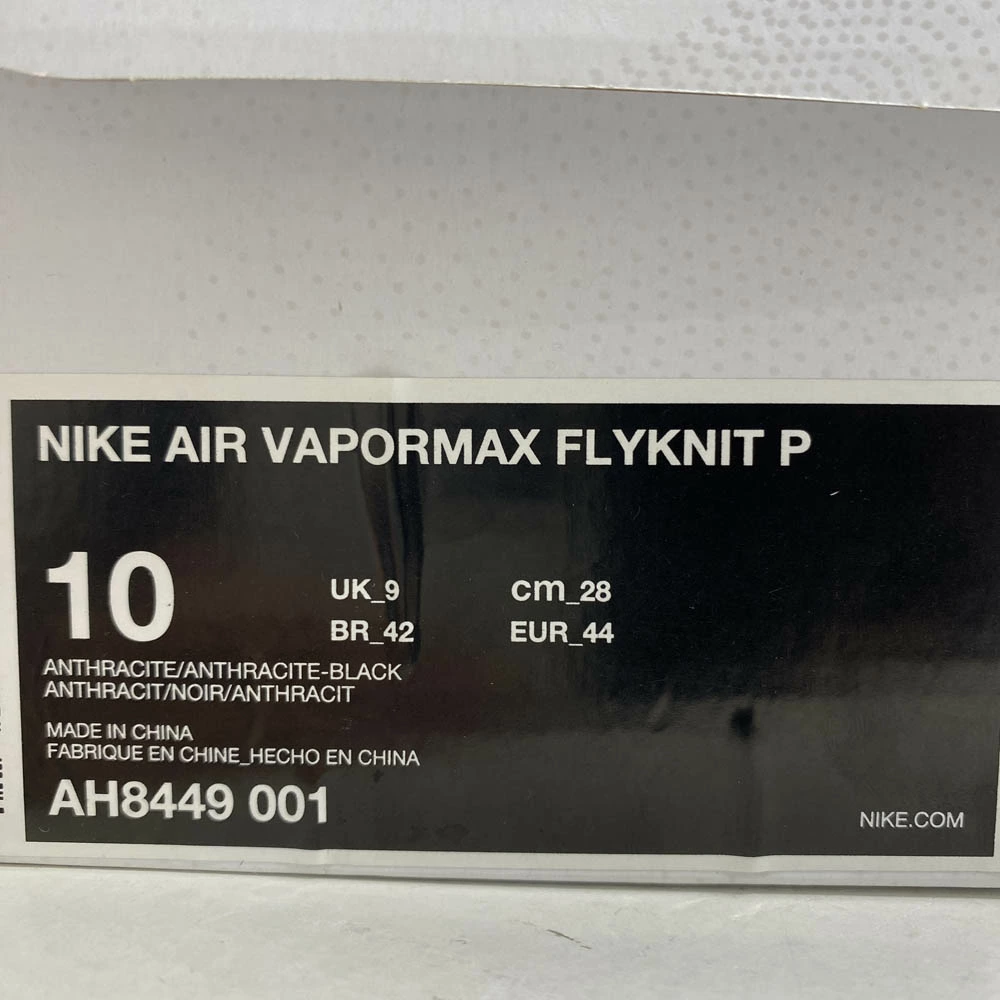 NIKE AIR VAPORMAX FLYKNIT P
10
UK_9 cm_28
BR_42 EUR_44
ANTHRACITE/ANTHRACITE-BLACK
ANTHRACIT/NOIR/ANTHRACIT
MADE IN CHINA
FABRIQUE EN CHINE_HECHO EN CHINA
AH8449 001
NIKE.COM